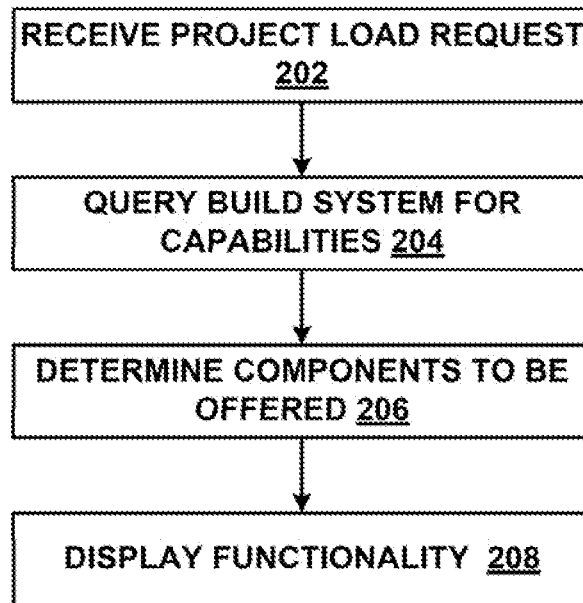 RECEIVE PROJECT LOAD REQUEST
202
QUERY BUILD SYSTEM FOR
CAPABILITIES 204
DETERMINE COMPONENTS TO BE
OFFERED 206
DISPLAY FUNCTIONALITY 208